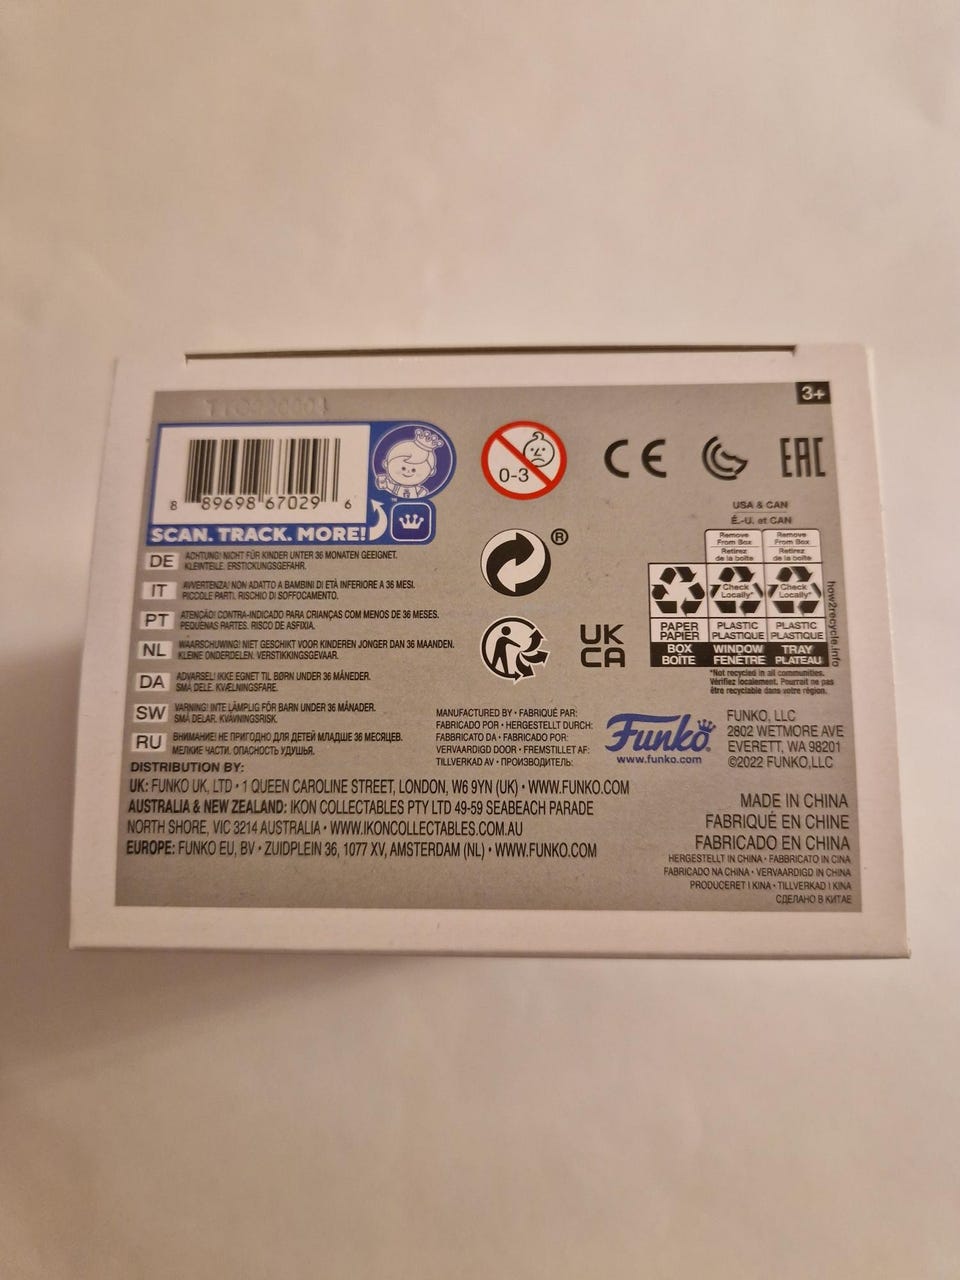 3+
8 89698 67029 6
SCAN. TRACK. MORE!
™
0-3
CE
EAC
®
UK
CA
USA & CAN
É.-U. et CAN
Remove From Box
Retirez de la boîte
Remove From Box
Retirez de la boîte
Check Locally*
Check Locally*
PAPER
PAPIER
PLASTIC
PLASTIQUE
PLASTIC
PLASTIQUE
BOX
BOÎTE
WINDOW
FENÊTRE
TRAY
PLATEAU
how2recycle.info
*Not recycled in all communities.
Vérifiez localement. Pourrait ne pas
être recyclable dans votre région.
DE ACHTUNG! NICHT FÜR KINDER UNTER 36 MONATEN GEEIGNET.
KLEINTEILE. ERSTICKUNGSGEFAHR.
IT AVVERTENZA: NON ADATTO A BAMBINI DI ETÀ INFERIORE A 36 MESI.
PICCOLE PARTI. RISCHIO DI SOFFOCAMENTO.
PT ATENÇÃO! CONTRA-INDICADO PARA CRIANÇAS COM MENOS DE 36 MESES.
PEQUENAS PARTES. RISCO DE ASFIXIA.
NL WAARSCHUWING! NIET GESCHIKT VOOR KINDEREN JONGER DAN 36 MAANDEN.
KLEINE ONDERDELEN. VERSTIKKINGSGEVAAR.
DA ADVARSEL! IKKE EGNET TIL BØRN UNDER 36 MÅNEDER.
SMÅ DELE. KVÆLNINGSFARE.
SW VARNING! INTE LÄMPLIG FÖR BARN UNDER 36 MÅNADER.
SMÅ DELAR. KVÄVNINGSRISK.
RU ВНИМАНИЕ! НЕ ПРИГОДНО ДЛЯ ДЕТЕЙ МЛАДШЕ 36 МЕСЯЦЕВ.
МЕЛКИЕ ЧАСТИ. ОПАСНОСТЬ УДУШЬЯ.
MANUFACTURED BY • FABRIQUÉ PAR:
FABRICADO POR • HERGESTELLT DURCH:
FABBRICATO DA • FABRICADO POR:
VERVAARDIGD DOOR • FREMSTILLET AF:
TILLVERKAD AV • ПРОИЗВОДИТЕЛЬ:
Funko®
www.funko.com
FUNKO, LLC
2802 WETMORE AVE
EVERETT, WA 98201
©2022 FUNKO,LLC
DISTRIBUTION BY:
UK: FUNKO UK, LTD • 1 QUEEN CAROLINE STREET, LONDON, W6 9YN (UK) • WWW.FUNKO.COM
AUSTRALIA & NEW ZEALAND: IKON COLLECTABLES PTY LTD 49-59 SEABEACH PARADE
NORTH SHORE, VIC 3214 AUSTRALIA • WWW.IKONCOLLECTABLES.COM.AU
EUROPE: FUNKO EU, BV • ZUIDPLEIN 36, 1077 XV, AMSTERDAM (NL) • WWW.FUNKO.COM
MADE IN CHINA
FABRIQUÉ EN CHINE
FABRICADO EN CHINA
HERGESTELLT IN CHINA • FABBRICATO IN CINA
FABRICADO NA CHINA • VERVAARDIGD IN CHINA
PRODUCERET I KINA • TILLVERKAD I KINA
СДЕЛАНО В КИТАЕ